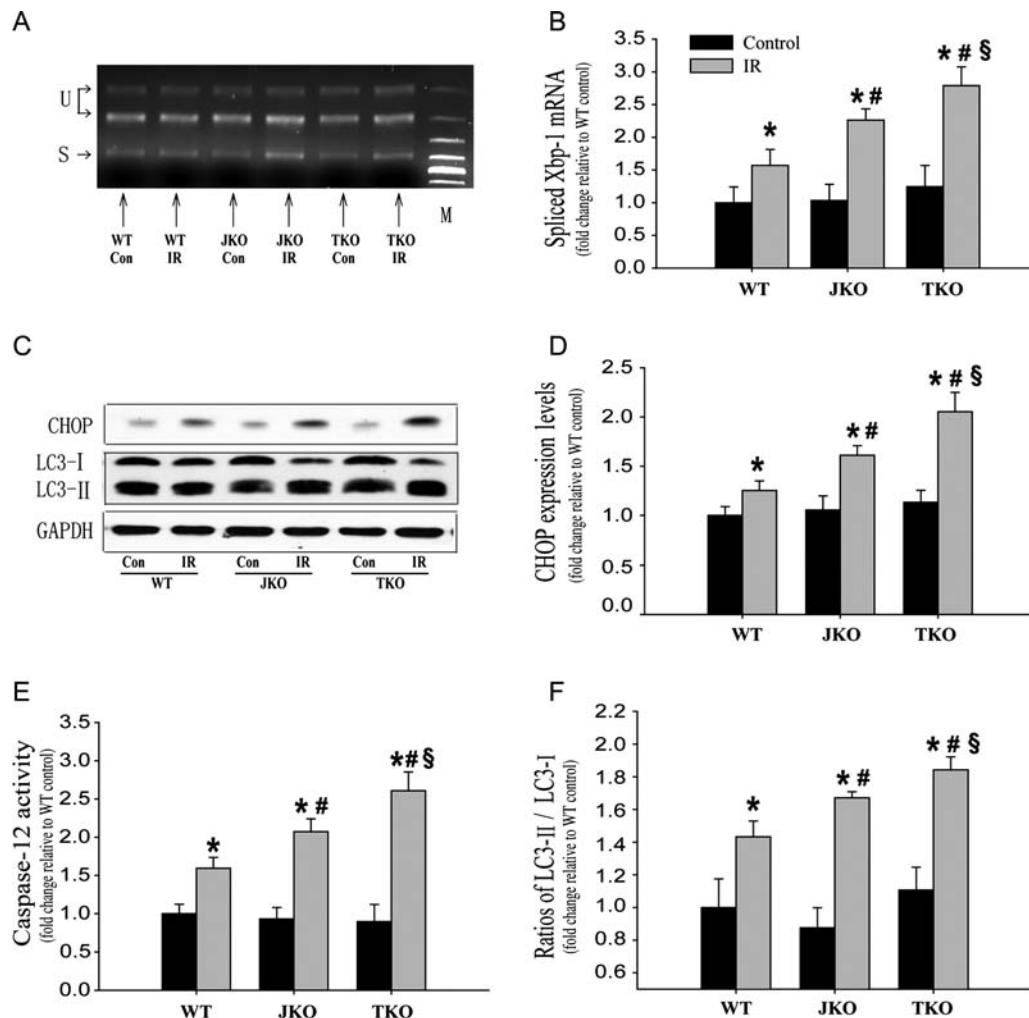 A
U
S
WT WT JKO JKO TKO TKO M
Con IR Con IR Con IR
B
Spliced Xbp-1 mRNA
(fold change relative to WT control)
3.5
3.0
2.5
2.0
1.5
1.0
0.5
0.0
Control
IR
*
* #
* # §
WT JKO TKO
C
CHOP
LC3-I
LC3-II
GAPDH
Con IR Con IR Con IR
WT JKO TKO
D
CHOP expression levels
(fold change relative to WT control)
2.5
2.0
1.5
1.0
0.5
0.0
*
* #
* # §
WT JKO TKO
E
Caspase-12 activity
(fold change relative to WT control)
3.5
3.0
2.5
2.0
1.5
1.0
0.5
0.0
*
* #
*# §
WT JKO TKO
F
Ratios of LC3-II / LC3-I
(fold change relative to WT control)
2.2
2.0
1.8
1.6
1.4
1.2
1.0
0.8
0.6
*
* #
* # §
WT JKO TKO